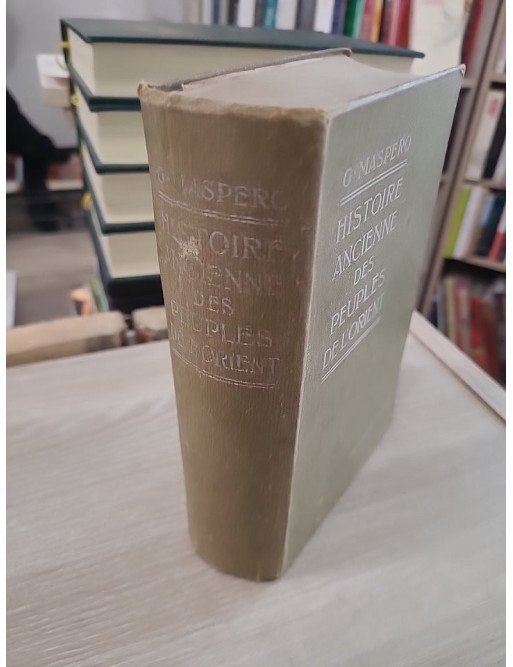 G. MASPERO
HISTOIRE
ANCIENNE
DES
PEUPLES
DE L'ORIENT
G. MASPERO
HISTOIRE
ANCIENNE
DES
PEUPLES
DE L'ORIENT